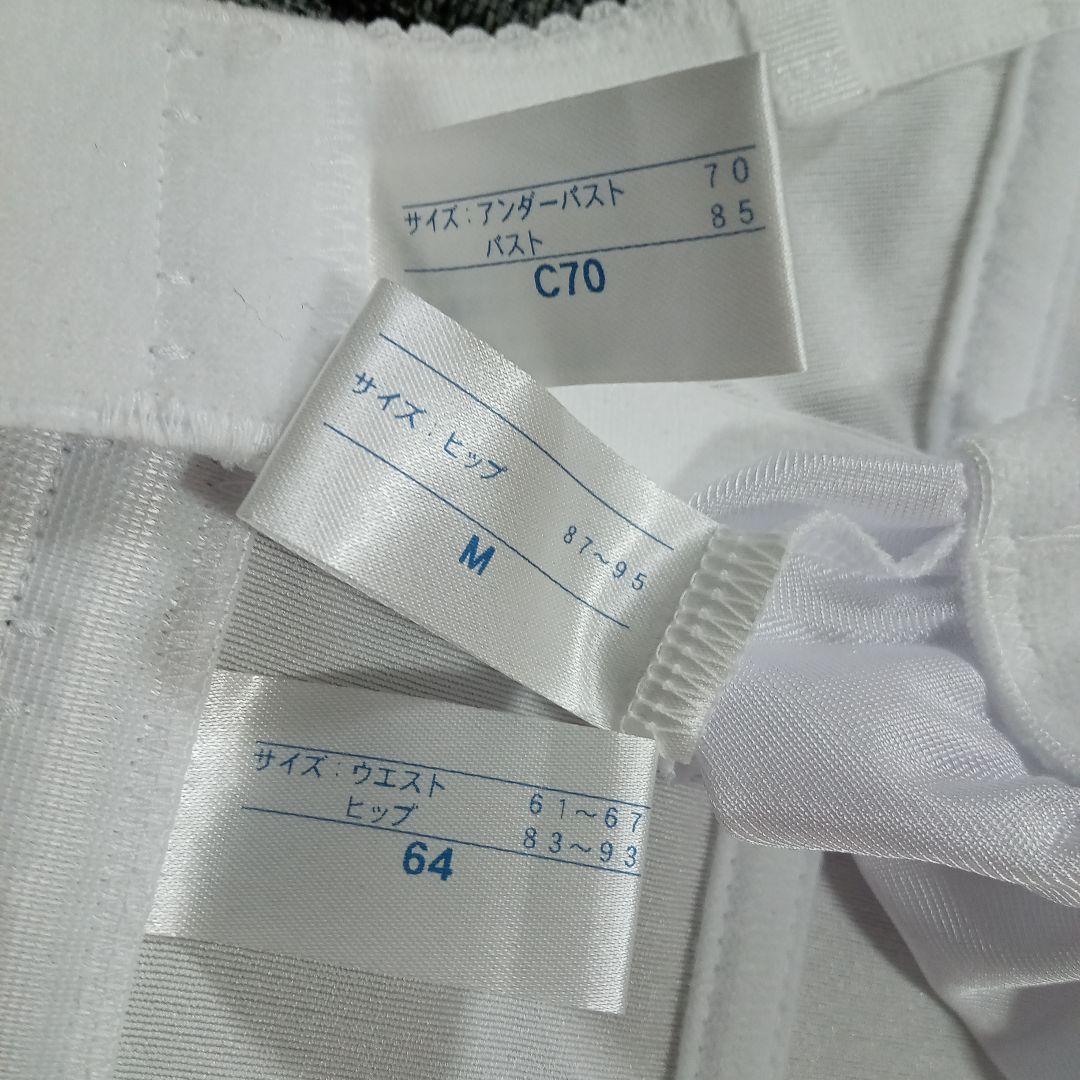 サイズ：アンダーバスト 70
バスト 85
C70
サイズ：ヒップ 87～95
M
サイズ：ウエスト 61～67
ヒップ 83～93
64